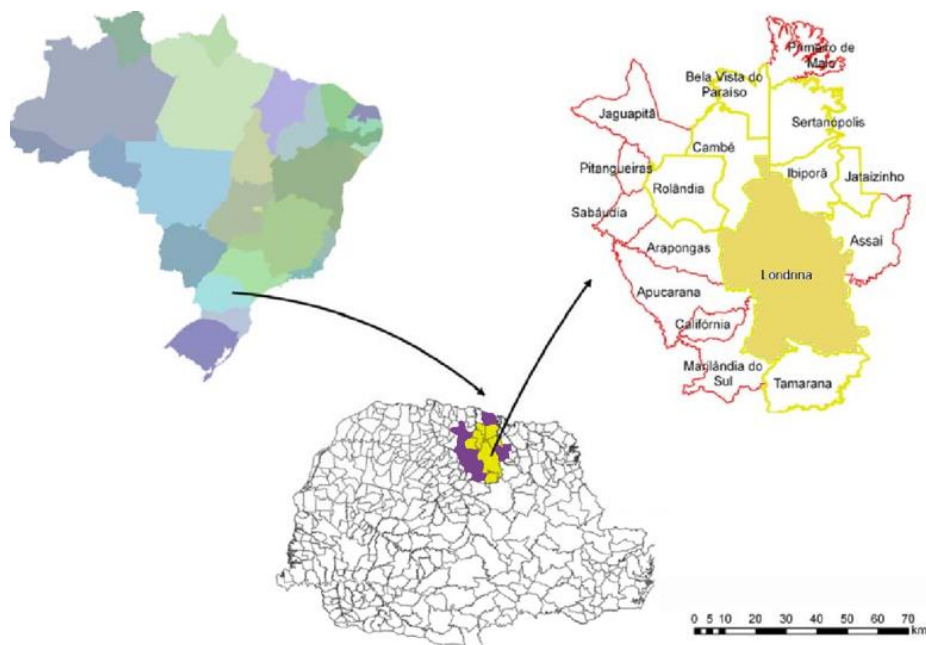 Primeiro de
Maio
Bela Vista do
Paraíso
Jaguapitã
Sertanópolis
Cambé
Pitangueiras
Ibiporã
Jataizinho
Rolândia
Sabáudia
Assaí
Arapongas
Londrina
Apucarana
Califórnia
Marilândia do
Sul
Tamarana
0 5 10 20 30 40 50 60 70
km